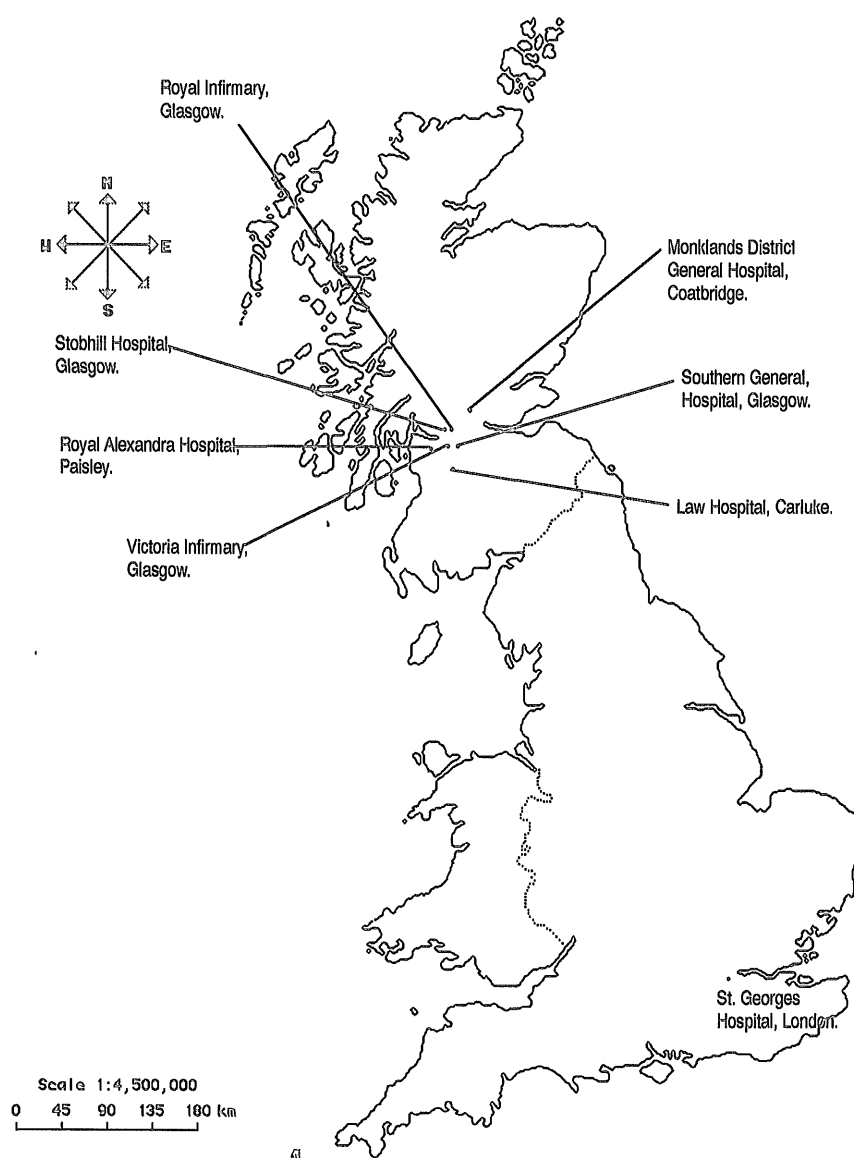 Royal Infirmary,
Glasgow.
N
W E
S
Monklands District
General Hospital,
Coatbridge.
Stobhill Hospital,
Glasgow.
Southern General,
Hospital, Glasgow.
Royal Alexandra Hospital,
Paisley.
Law Hospital, Carluke.
Victoria Infirmary,
Glasgow.
St. Georges
Hospital, London.
Scale 1:4,500,000
0 45 90 135 180 km